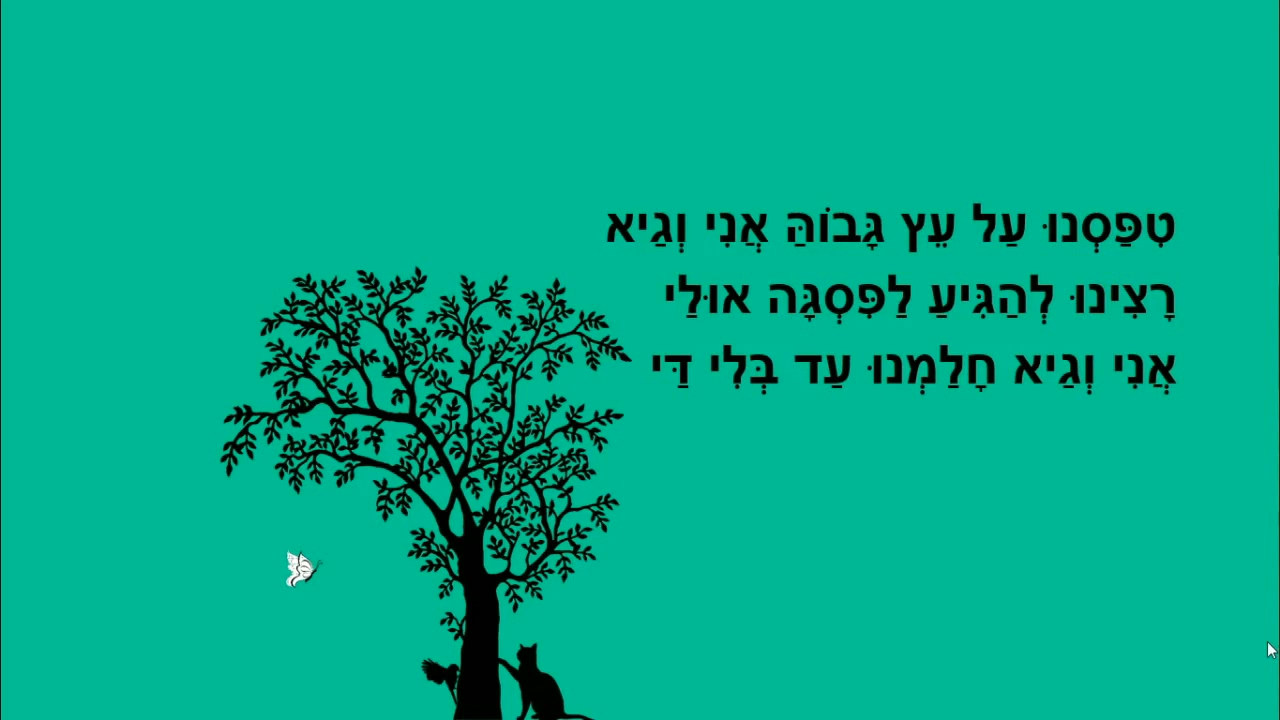 טִפַּסְנוּ עַל עֵץ גָּבוֹהַּ אֲנִי וְגַיא
רָצִינוּ לְהַגִּיעַ לַפִּסְגָּה אוּלַי
אֲנִי וְגַיא חָלַמְנוּ עַד בְּלִי דַּי